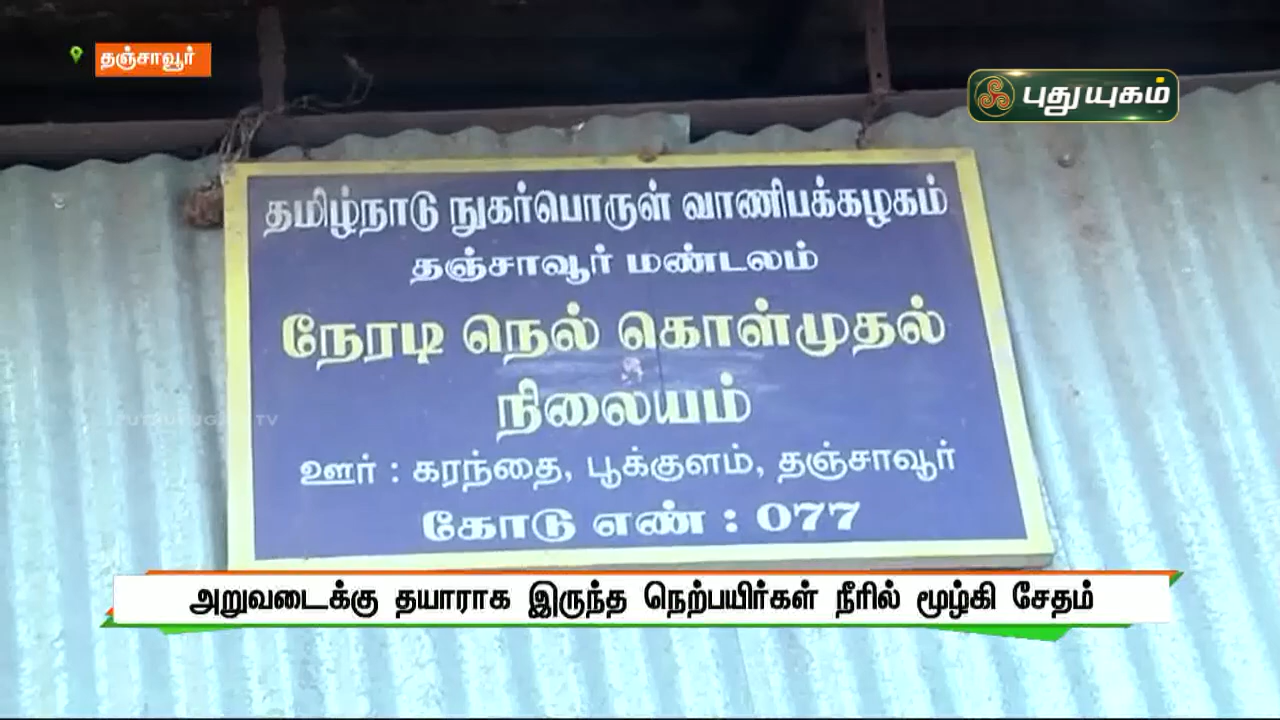 தஞ்சாவூர்
புதுயுகம்
தமிழ்நாடு நுகர்பொருள் வாணிபக்கழகம்
தஞ்சாவூர் மண்டலம்
நேரடி நெல் கொள்முதல்
நிலையம்
ஊர் : கரந்தை, பூக்குளம், தஞ்சாவூர்
கோடு எண் : 077
அறுவடைக்கு தயாராக இருந்த நெற்பயிர்கள் நீரில் மூழ்கி சேதம்